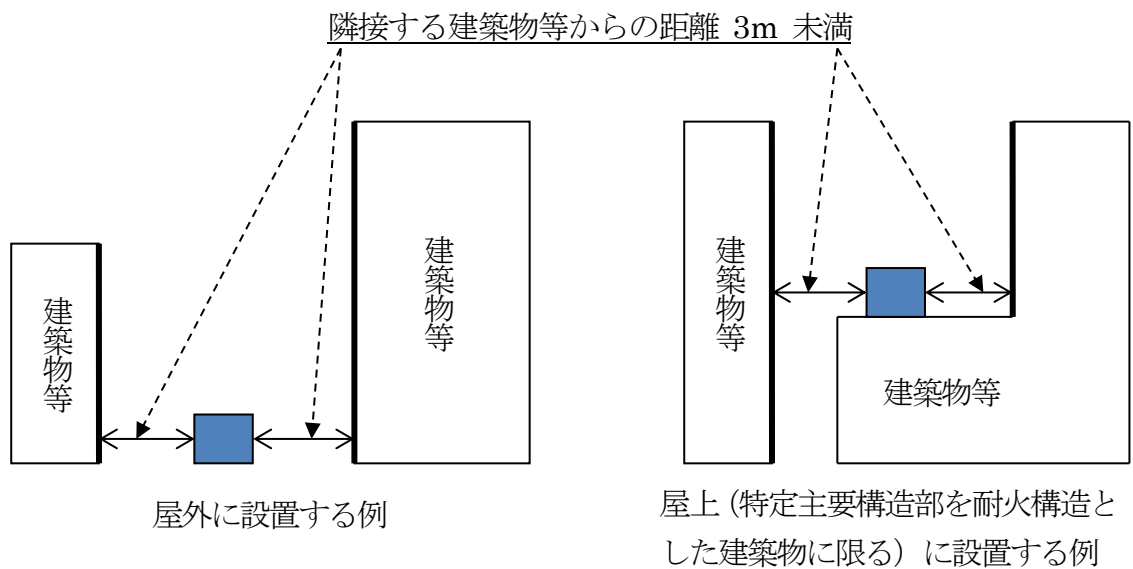 隣接する建築物等からの距離 3m 未満
建築物等
建築物等
建築物等
建築物等
屋外に設置する例
屋上(特定主要構造部を耐火構造と
した建築物に限る)に設置する例